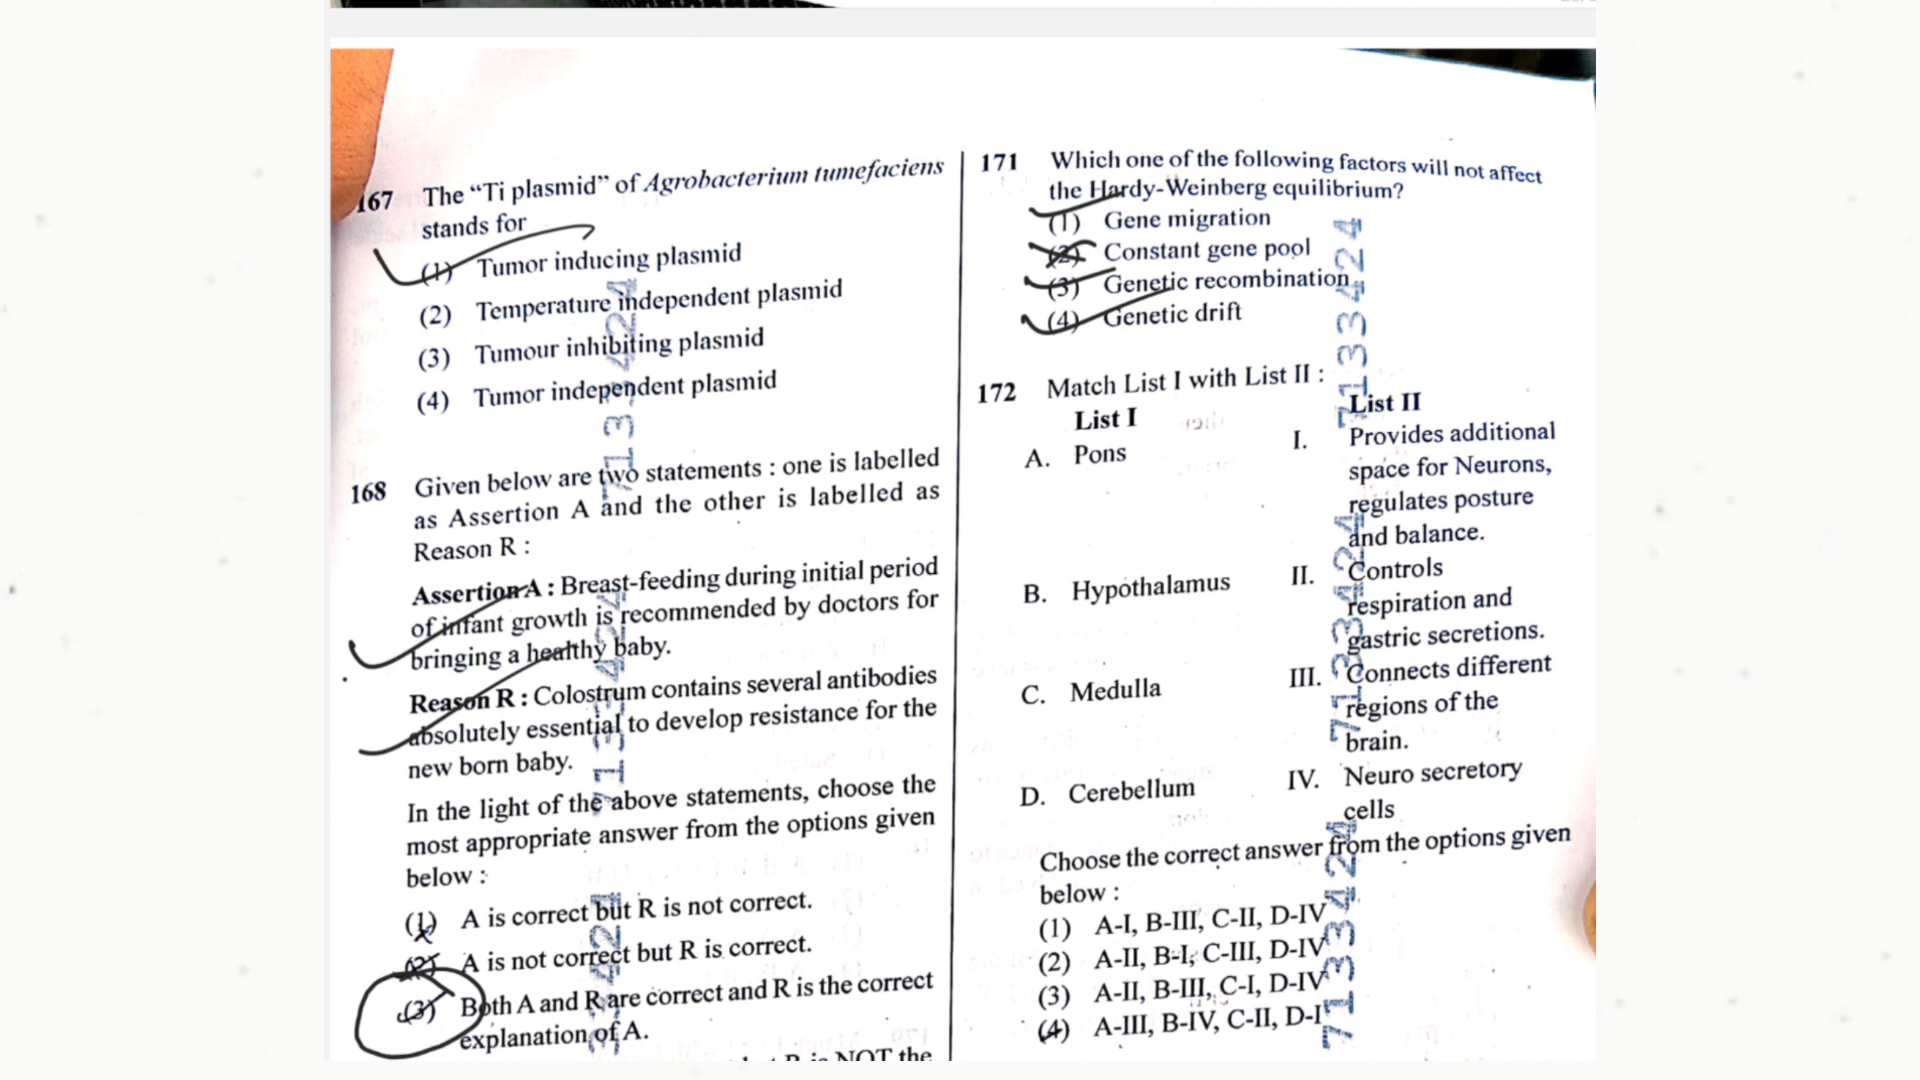 167 The “Ti plasmid” of Agrobacterium tumefaciens
stands for
(1) Tumor inducing plasmid
(2) Temperature independent plasmid
(3) Tumour inhibiting plasmid
(4) Tumor independent plasmid
168 Given below are two statements : one is labelled
as Assertion A and the other is labelled as
Reason R :
Assertion A : Breast-feeding during initial period
of infant growth is recommended by doctors for
bringing a healthy baby.
Reason R : Colostrum contains several antibodies
absolutely essential to develop resistance for the
new born baby.
In the light of the above statements, choose the
most appropriate answer from the options given
below :
(1) A is correct but R is not correct.
(2) A is not correct but R is correct.
(3) Both A and R are correct and R is the correct
explanation of A.
R is NOT the
171 Which one of the following factors will not affect
the Hardy-Weinberg equilibrium?
(1) Gene migration
(2) Constant gene pool
(3) Genetic recombination
(4) Genetic drift
172 Match List I with List II :
List I List II
A. Pons I. Provides additional
space for Neurons,
regulates posture
and balance.
B. Hypothalamus II. Controls
respiration and
gastric secretions.
C. Medulla III. Connects different
regions of the
brain.
D. Cerebellum IV. Neuro secretory
cells
Choose the correct answer from the options given
below :
(1) A-I, B-III, C-II, D-IV
(2) A-II, B-I, C-III, D-IV
(3) A-II, B-III, C-I, D-IV
(4) A-III, B-IV, C-II, D-I
7133424
7133424
7133424
7133424